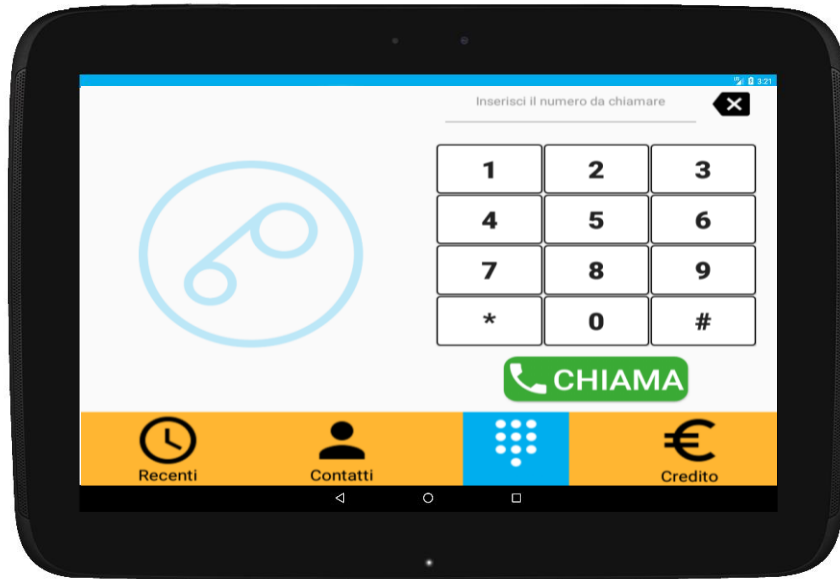 3:21
Inserisci il numero da chiamare
1 2 3
4 5 6
7 8 9
* 0 #
CHIAMA
Recenti Contatti Credito